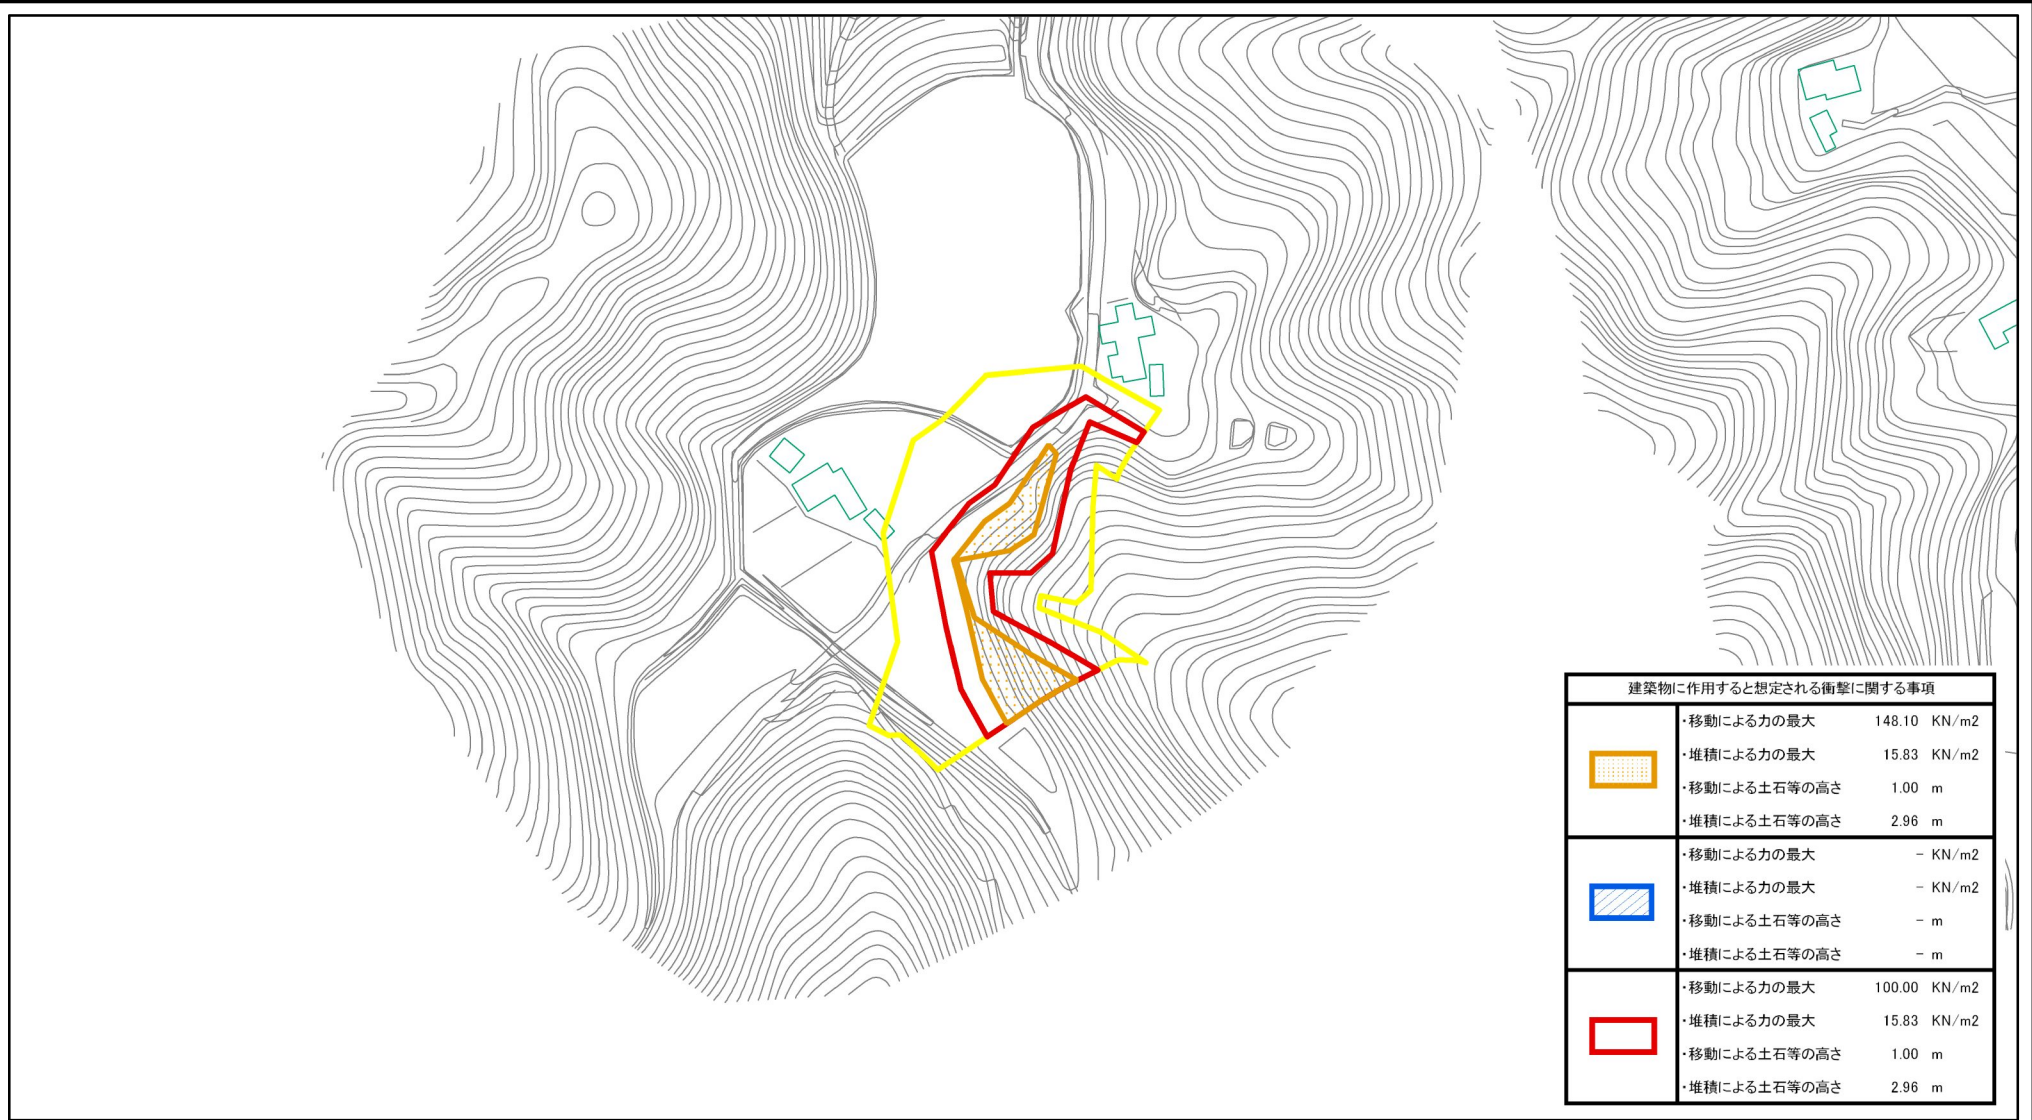 建築物に作用すると想定される衝撃に関する事項
・移動による力の最大 148.10 KN/m2
・堆積による力の最大 15.83 KN/m2
・移動による土石等の高さ 1.00 m
・堆積による土石等の高さ 2.96 m
・移動による力の最大 - KN/m2
・堆積による力の最大 - KN/m2
・移動による土石等の高さ - m
・堆積による土石等の高さ - m
・移動による力の最大 100.00 KN/m2
・堆積による力の最大 15.83 KN/m2
・移動による土石等の高さ 1.00 m
・堆積による土石等の高さ 2.96 m